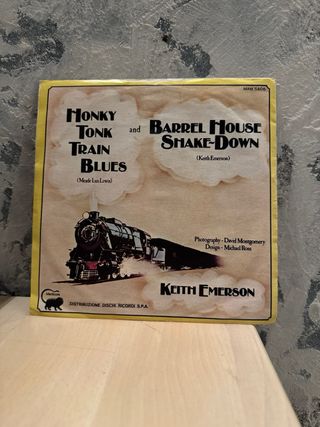 MAN 5406
HONKY
TONK
TRAIN
BLUES
(Meade Lux Lewis)
and
BARREL HOUSE
SHAKE-DOWN
(Keith Emerson)
Photography - David Montgomery
Design - Michael Ross
KEITH EMERSON
DISTRIBUZIONE DISCHI RICORDI S.P.A.